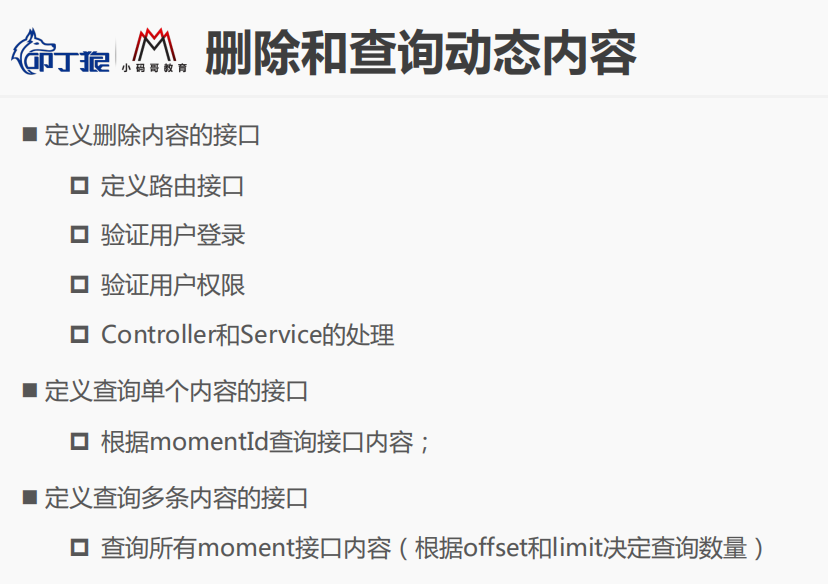 叩丁狼
小码哥教育
删除和查询动态内容
定义删除内容的接口
定义路由接口
验证用户登录
验证用户权限
Controller和Service的处理
定义查询单个内容的接口
根据momentId查询接口内容；
定义查询多条内容的接口
查询所有moment接口内容（根据offset和limit决定查询数量）